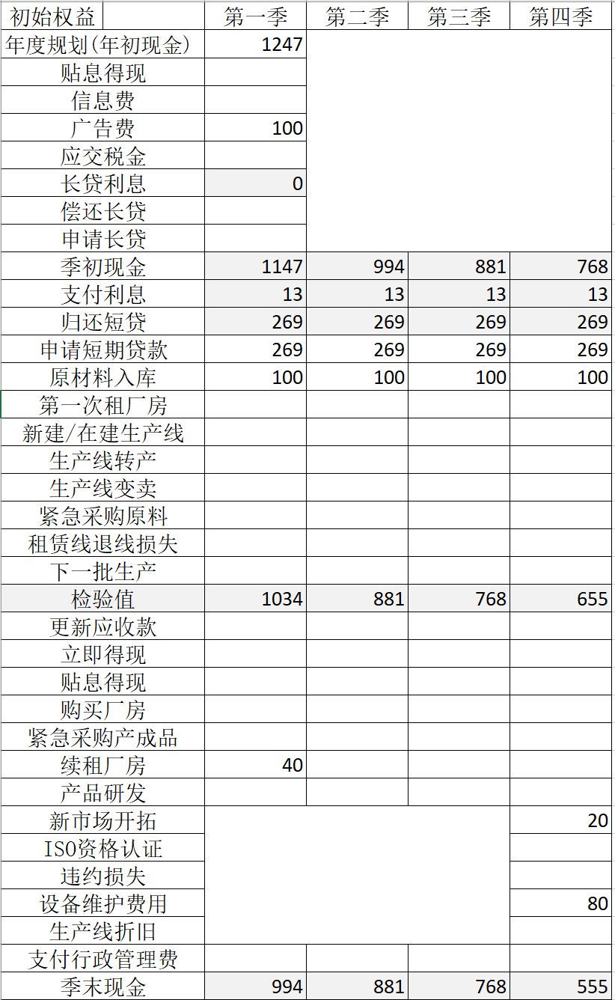 初始权益 第一季 第二季 第三季 第四季
年度规划(年初现金) 1247
贴息得现
信息费
广告费 100
应交税金
长贷利息 0
偿还长贷
申请长贷
季初现金 1147 994 881 768
支付利息 13 13 13 13
归还短贷 269 269 269 269
申请短期贷款 269 269 269 269
原材料入库 100 100 100 100
第一次租厂房
新建/在建生产线
生产线转产
生产线变卖
紧急采购原料
租赁线退线损失
下一批生产
检验值 1034 881 768 655
更新应收款
立即得现
贴息得现
购买厂房
紧急采购产成品
续租厂房 40
产品研发
新市场开拓 20
ISO资格认证
违约损失
设备维护费用 80
生产线折旧
支付行政管理费
季末现金 994 881 768 555